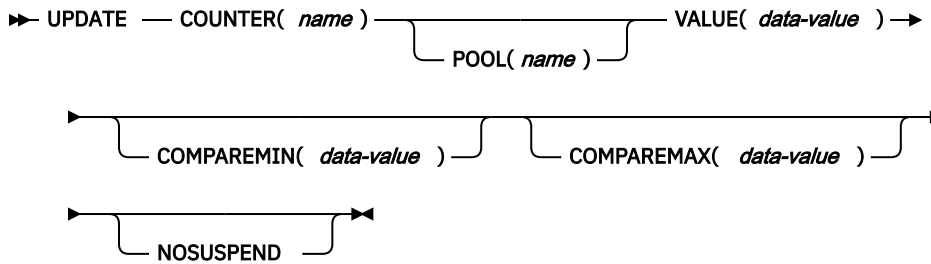 UPDATE COUNTER( name ) VALUE( data-value )
POOL( name )
COMPAREMIN( data-value ) COMPAREMAX( data-value )
NOSUSPEND